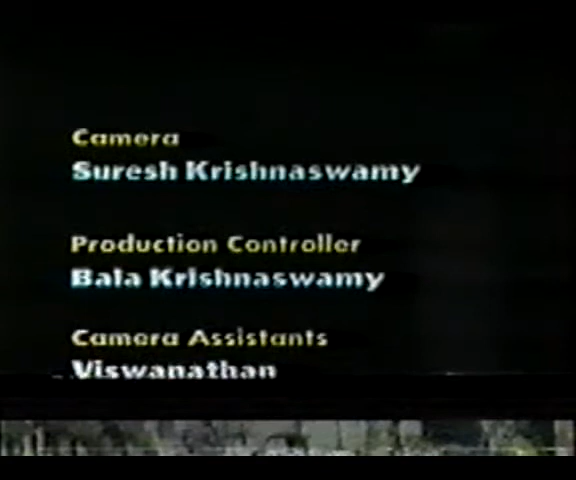 Camera
Suresh Krishnaswamy
Production Controller
Bala Krishnaswamy
Camera Assistants
Viswanathan